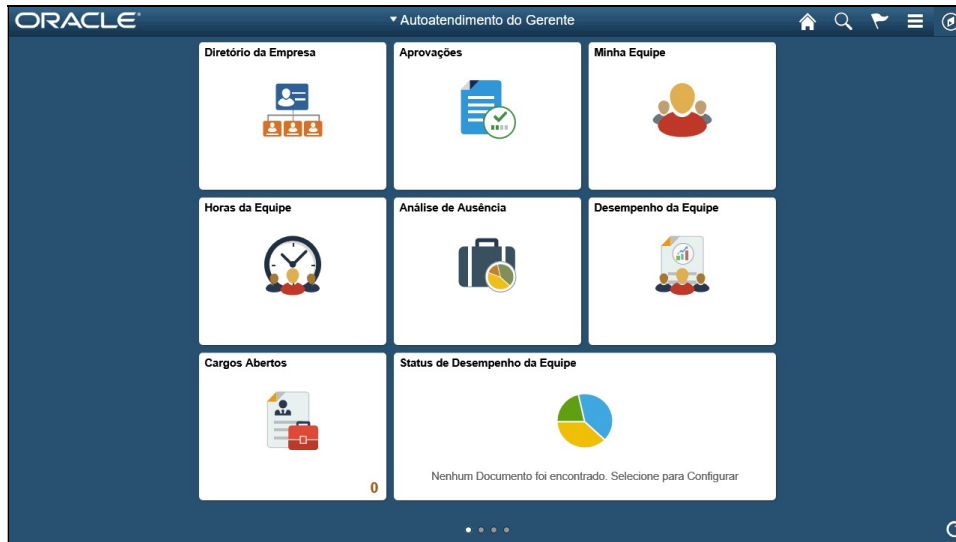 ORACLE
Autoatendimento do Gerente
Diretório da Empresa
Aprovações
Minha Equipe
Horas da Equipe
Análise de Ausência
Desempenho da Equipe
Cargos Abertos
0
Status de Desempenho da Equipe
Nenhum Documento foi encontrado. Selecione para Configurar